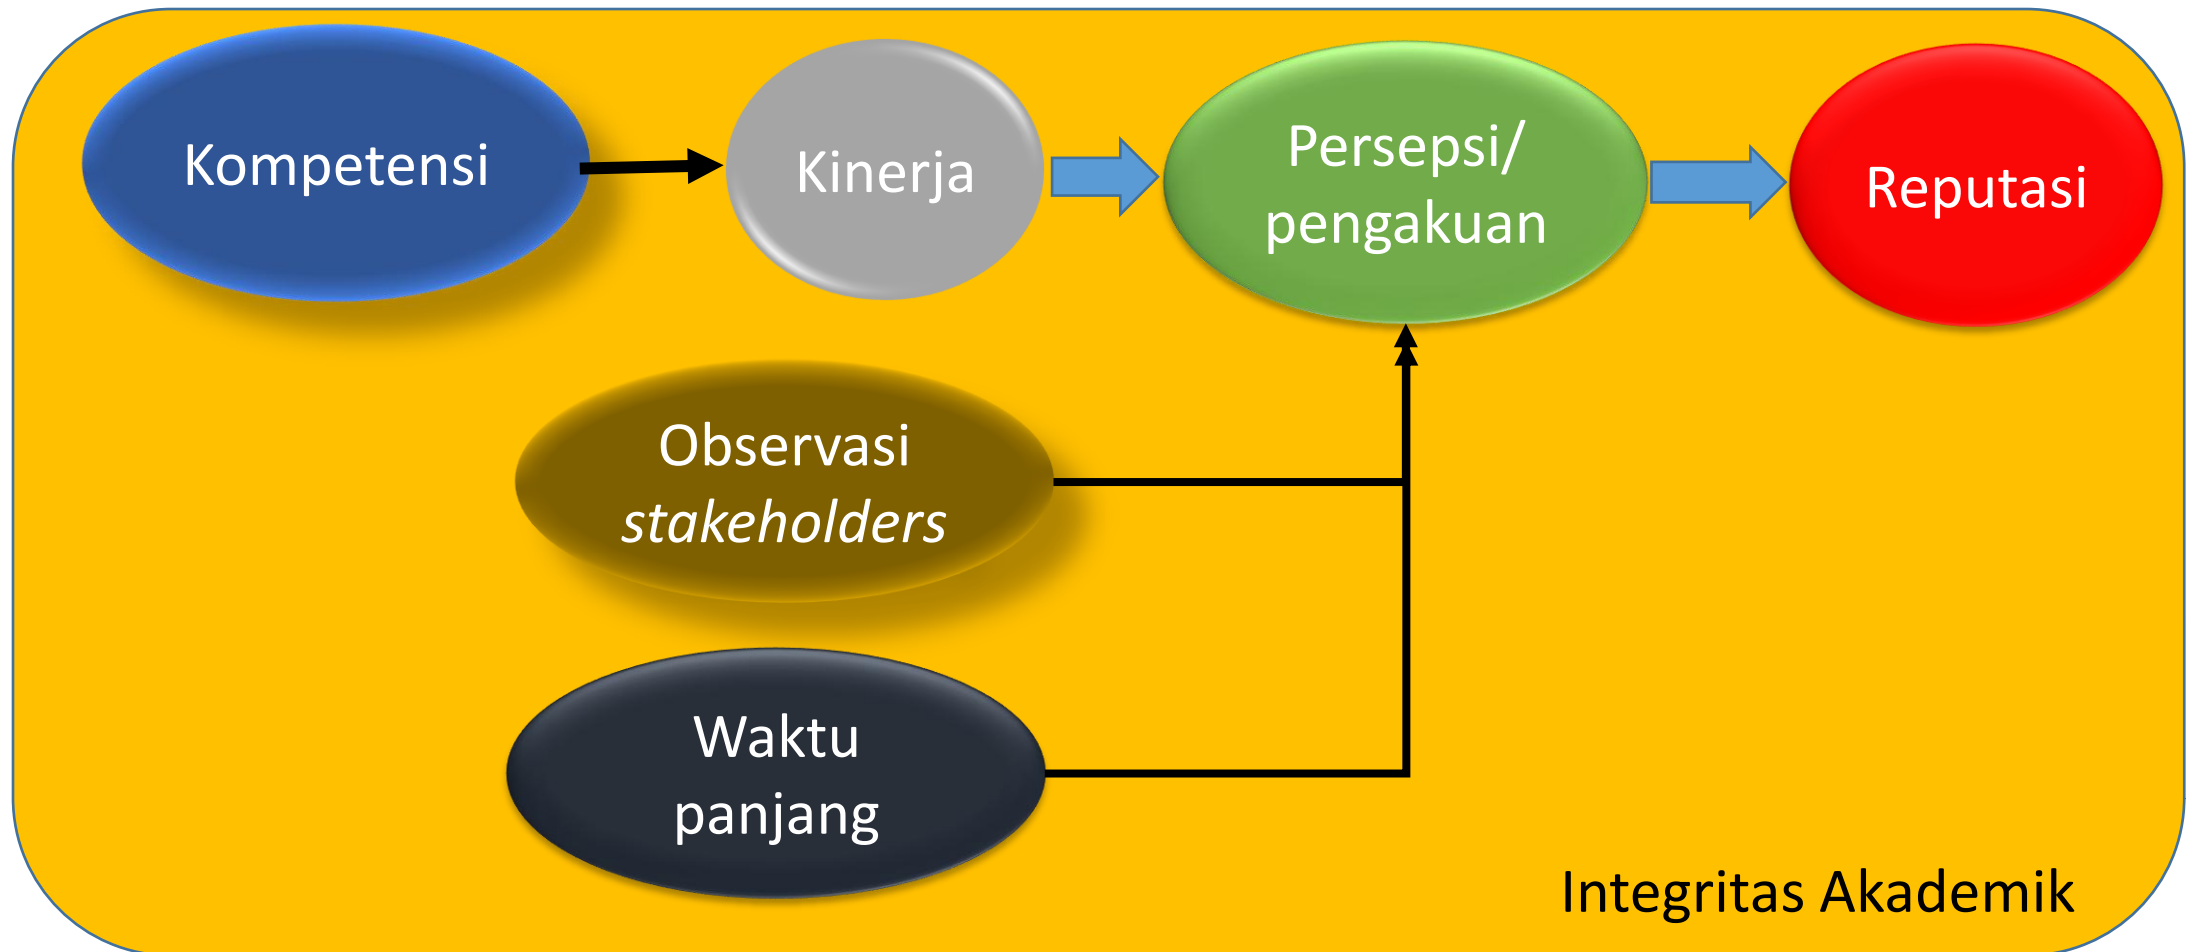 Kompetensi
Kinerja
Persepsi/
pengakuan
Reputasi
Observasi
stakeholders
Waktu
panjang
Integritas Akademik